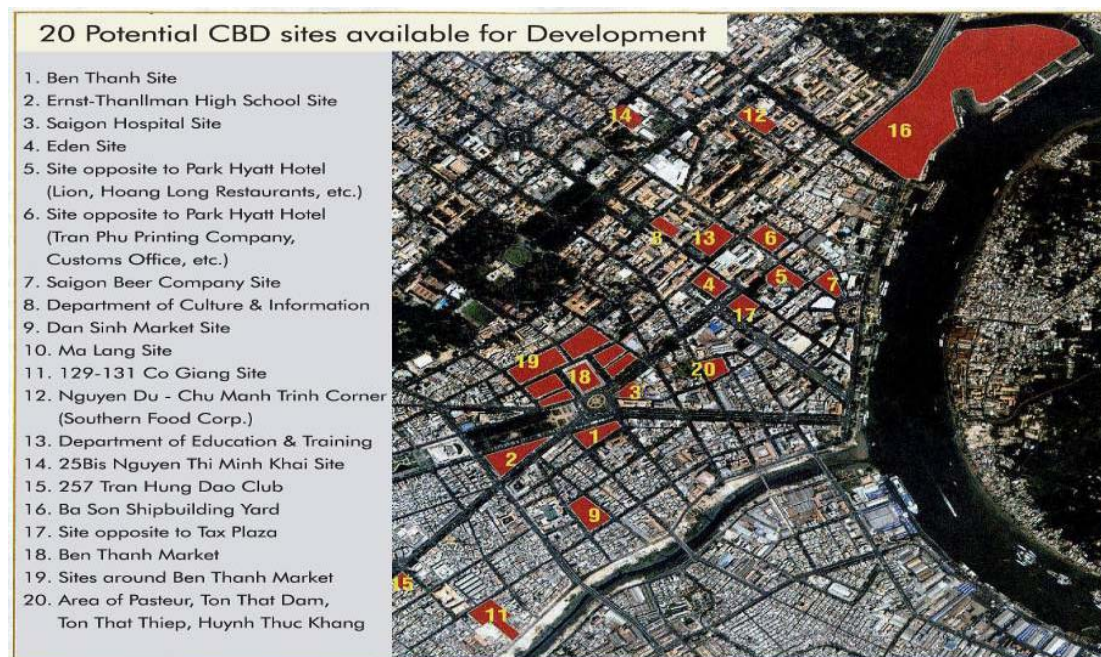 20 Potential CBD sites available for Development
1. Ben Thanh Site
2. Ernst-Thanllman High School Site
3. Saigon Hospital Site
4. Eden Site
5. Site opposite to Park Hyatt Hotel
(Lion, Hoang Long Restaurants, etc.)
6. Site opposite to Park Hyatt Hotel
(Tran Phu Printing Company,
Customs Office, etc.)
7. Saigon Beer Company Site
8. Department of Culture & Information
9. Dan Sinh Market Site
10. Ma Lang Site
11. 129-131 Co Giang Site
12. Nguyen Du - Chu Manh Trinh Corner
(Southern Food Corp.)
13. Department of Education & Training
14. 25Bis Nguyen Thi Minh Khai Site
15. 257 Tran Hung Dao Club
16. Ba Son Shipbuilding Yard
17. Site opposite to Tax Plaza
18. Ben Thanh Market
19. Sites around Ben Thanh Market
20. Area of Pasteur, Ton That Dam,
Ton That Thiep, Huynh Thuc Khang
14
12
16
8
13
6
4
5
7
17
19
18
3
20
1
2
9
15
11